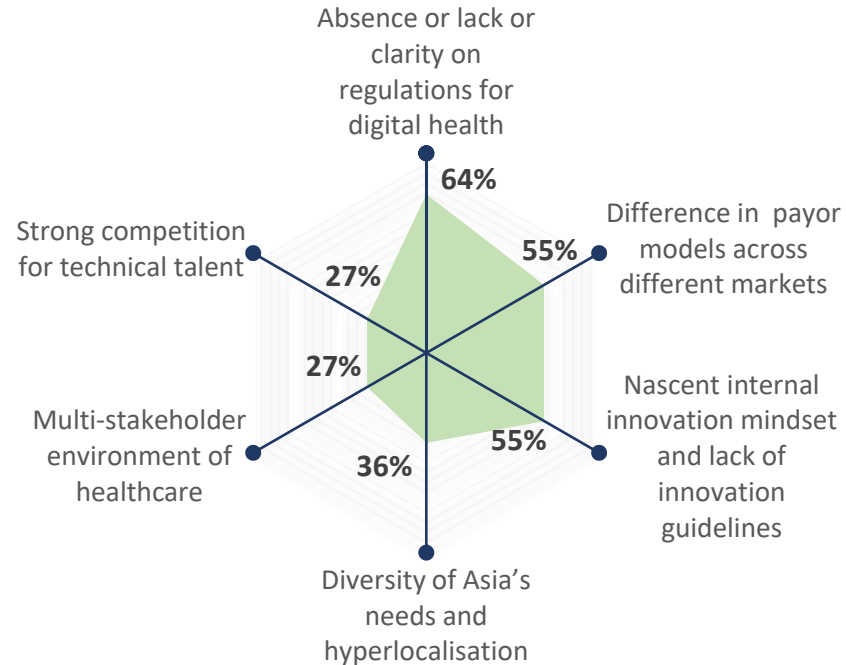 Absence or lack or
clarity on
regulations for
digital health
64%
Difference in  payor
models across
different markets
55%
Nascent internal
innovation mindset
and lack of
innovation
guidelines
55%
Diversity of Asia’s
needs and
hyperlocalisation
36%
Multi-stakeholder
environment of
healthcare
27%
Strong competition
for technical talent
27%